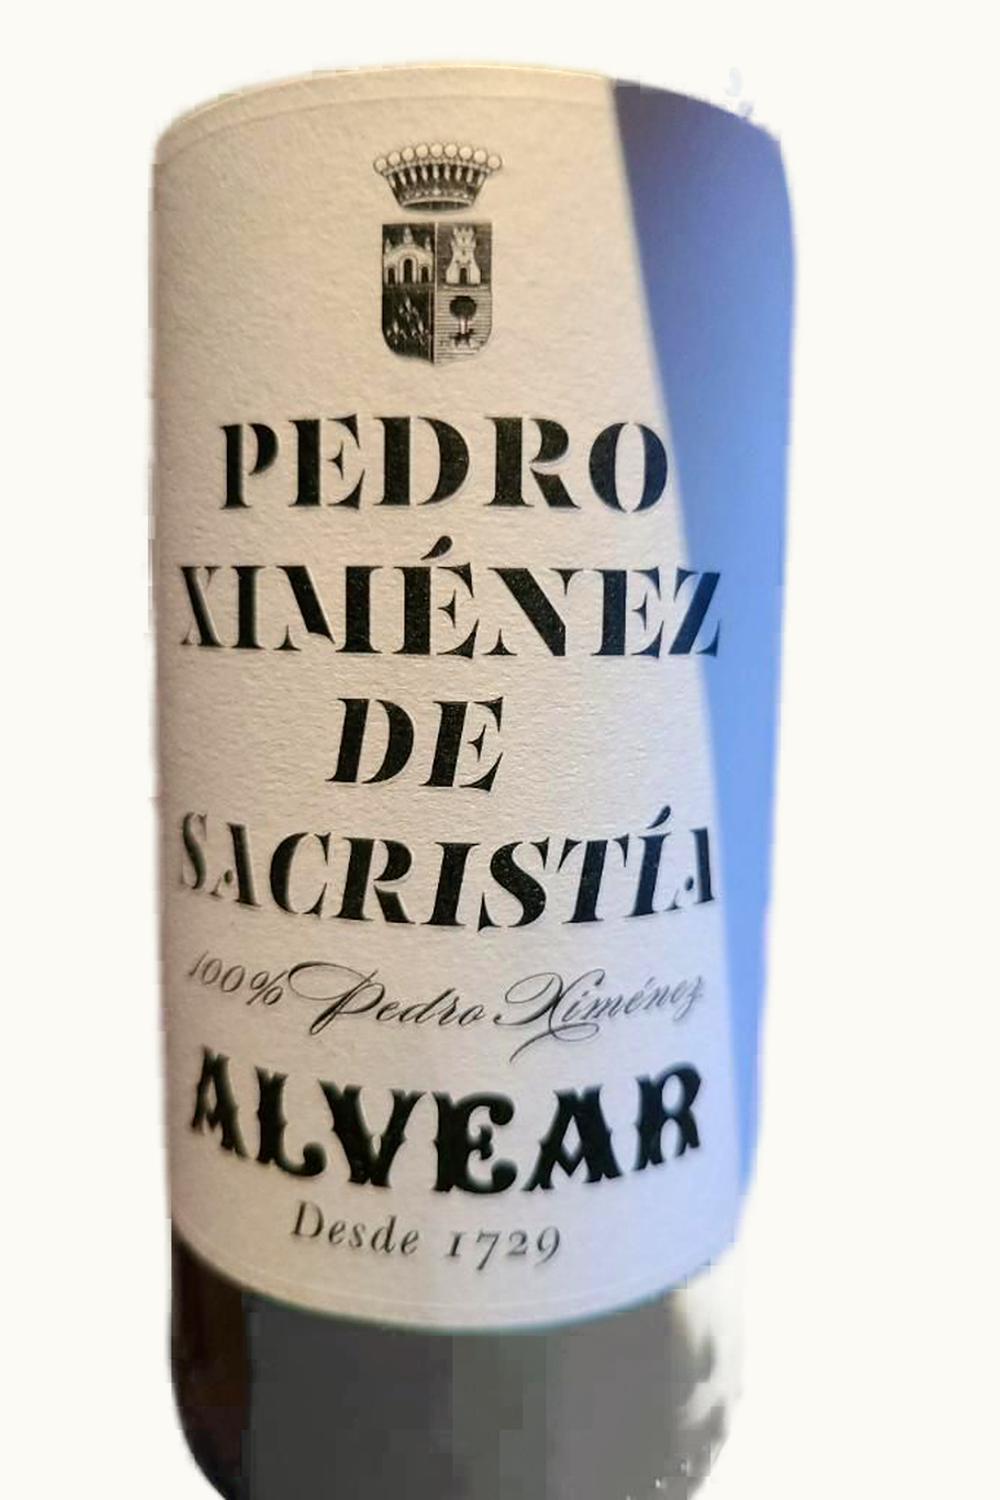 PEDRO
XIMÉNEZ
DE
SACRISTÍA
100% Pedro Ximénez
ALVEAR
Desde 1729